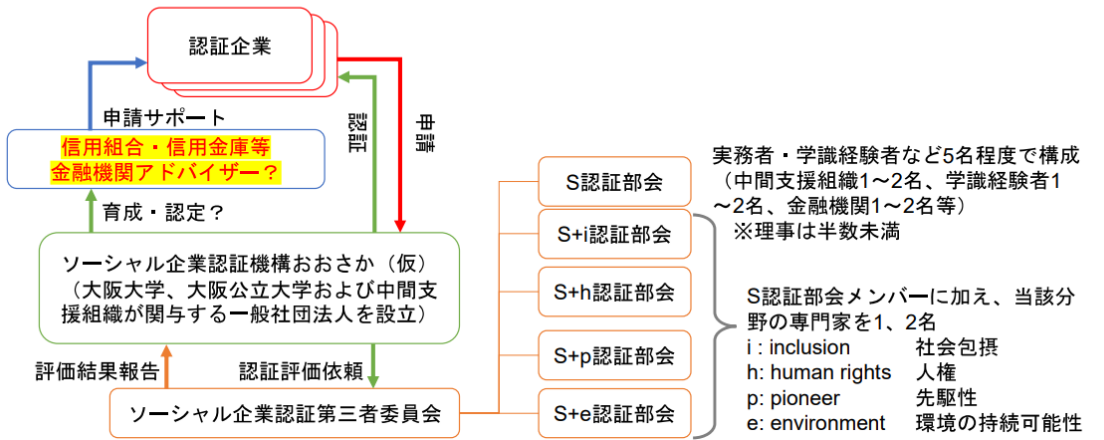 認証企業
申請サポート
認証
申請
信用組合・信用金庫等
金融機関アドバイザー？
育成・認定？
ソーシャル企業認証機構おおさか（仮）
（大阪大学、大阪公立大学および中間支
援組織が関与する一般社団法人を設立）
評価結果報告
認証評価依頼
ソーシャル企業認証第三者委員会
S認証部会
S+i認証部会
S+h認証部会
S+p認証部会
S+e認証部会
実務者・学識経験者など5名程度で構成
（中間支援組織1～2名、学識経験者1
～2名、金融機関1～2名等）
※理事は半数未満
S認証部会メンバーに加え、当該分
野の専門家を1、2名
i : inclusion 社会包摂
h: human rights 人権
p: pioneer 先駆性
e: environment 環境の持続可能性